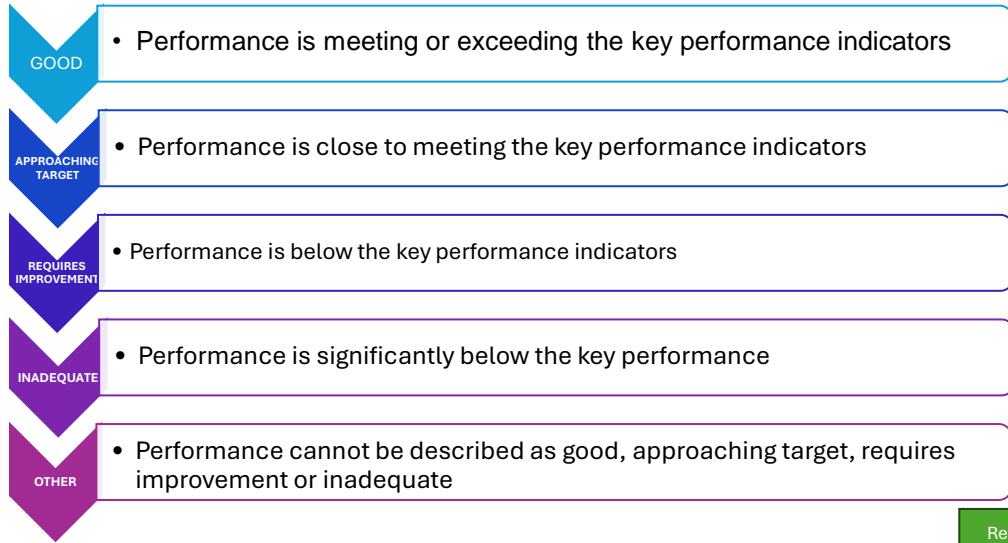 GOOD
• Performance is meeting or exceeding the key performance indicators
APPROACHING
TARGET
• Performance is close to meeting the key performance indicators
REQUIRES
IMPROVEMENT
• Performance is below the key performance indicators
INADEQUATE
• Performance is significantly below the key performance
OTHER
• Performance cannot be described as good, approaching target, requires
improvement or inadequate
Re